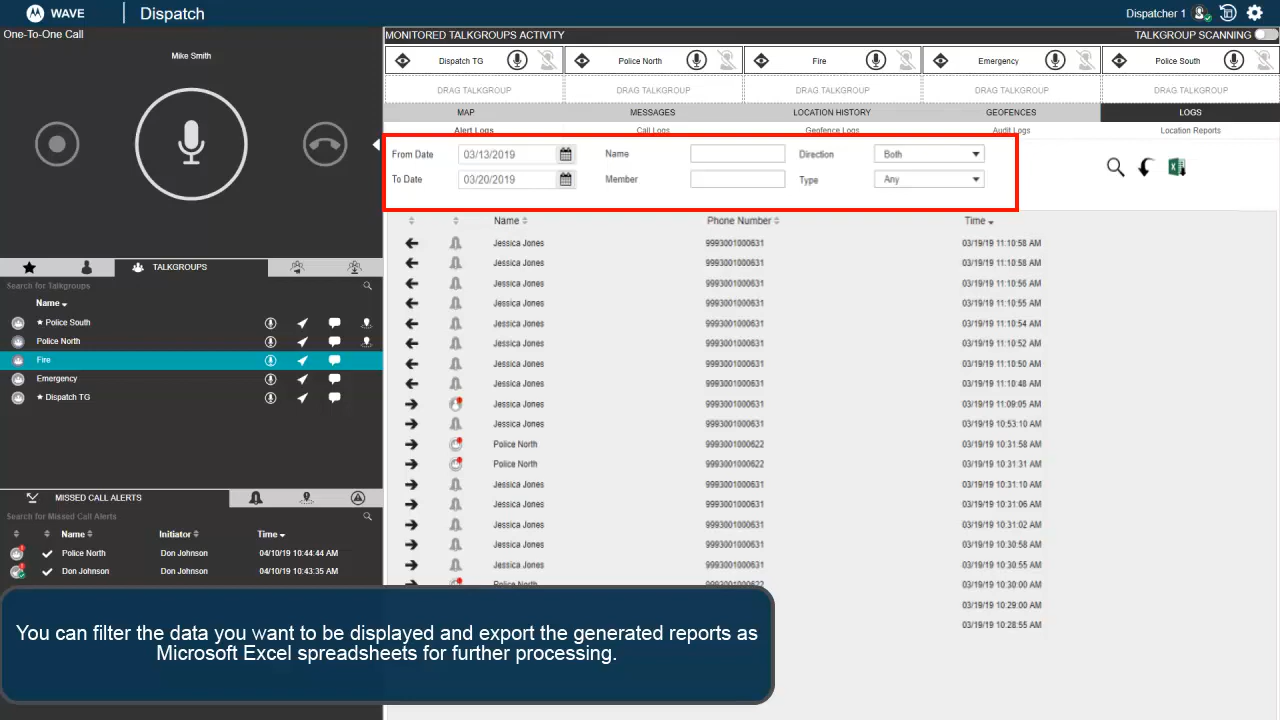 WAVE
Dispatch
Dispatcher 1
One-To-One Call
MONITORED TALKGROUPS ACTIVITY
TALKGROUP SCANNING
Mike Smith
Dispatch TG
Police North
Fire
Emergency
Police South
DRAG TALKGROUP
DRAG TALKGROUP
DRAG TALKGROUP
DRAG TALKGROUP
DRAG TALKGROUP
MAP
MESSAGES
LOCATION HISTORY
GEOFENCES
LOGS
Alert Logs
Call Logs
Geofence Logs
Audit Logs
Location Reports
From Date 03/13/2019 Name Direction Both
To Date 03/20/2019 Member Type Any
Name Phone Number Time
Jessica Jones 9993001000631 03/19/19 11:10:58 AM
Jessica Jones 9993001000631 03/19/19 11:10:58 AM
Jessica Jones 9993001000631 03/19/19 11:10:56 AM
Jessica Jones 9993001000631 03/19/19 11:10:55 AM
Jessica Jones 9993001000631 03/19/19 11:10:54 AM
Jessica Jones 9993001000631 03/19/19 11:10:52 AM
Jessica Jones 9993001000631 03/19/19 11:10:50 AM
Jessica Jones 9993001000631 03/19/19 11:10:48 AM
Jessica Jones 9993001000631 03/19/19 11:09:05 AM
Jessica Jones 9993001000631 03/19/19 10:53:10 AM
Police North 9993001000622 03/19/19 10:31:58 AM
Police North 9993001000622 03/19/19 10:31:31 AM
Jessica Jones 9993001000631 03/19/19 10:31:10 AM
Jessica Jones 9993001000631 03/19/19 10:31:06 AM
Jessica Jones 9993001000631 03/19/19 10:31:02 AM
Jessica Jones 9993001000631 03/19/19 10:30:58 AM
Jessica Jones 9993001000631 03/19/19 10:30:55 AM
Police North 9993001000622 03/19/19 10:30:00 AM
03/19/19 10:29:00 AM
03/19/19 10:28:55 AM
TALKGROUPS
Search for Talkgroups
Name
Police South
Police North
Fire
Emergency
Dispatch TG
MISSED CALL ALERTS
Search for Missed Call Alerts
Name Initiator Time
Police North Don Johnson 04/10/19 10:44:44 AM
Don Johnson Don Johnson 04/10/19 10:43:35 AM
You can filter the data you want to be displayed and export the generated reports as
Microsoft Excel spreadsheets for further processing.